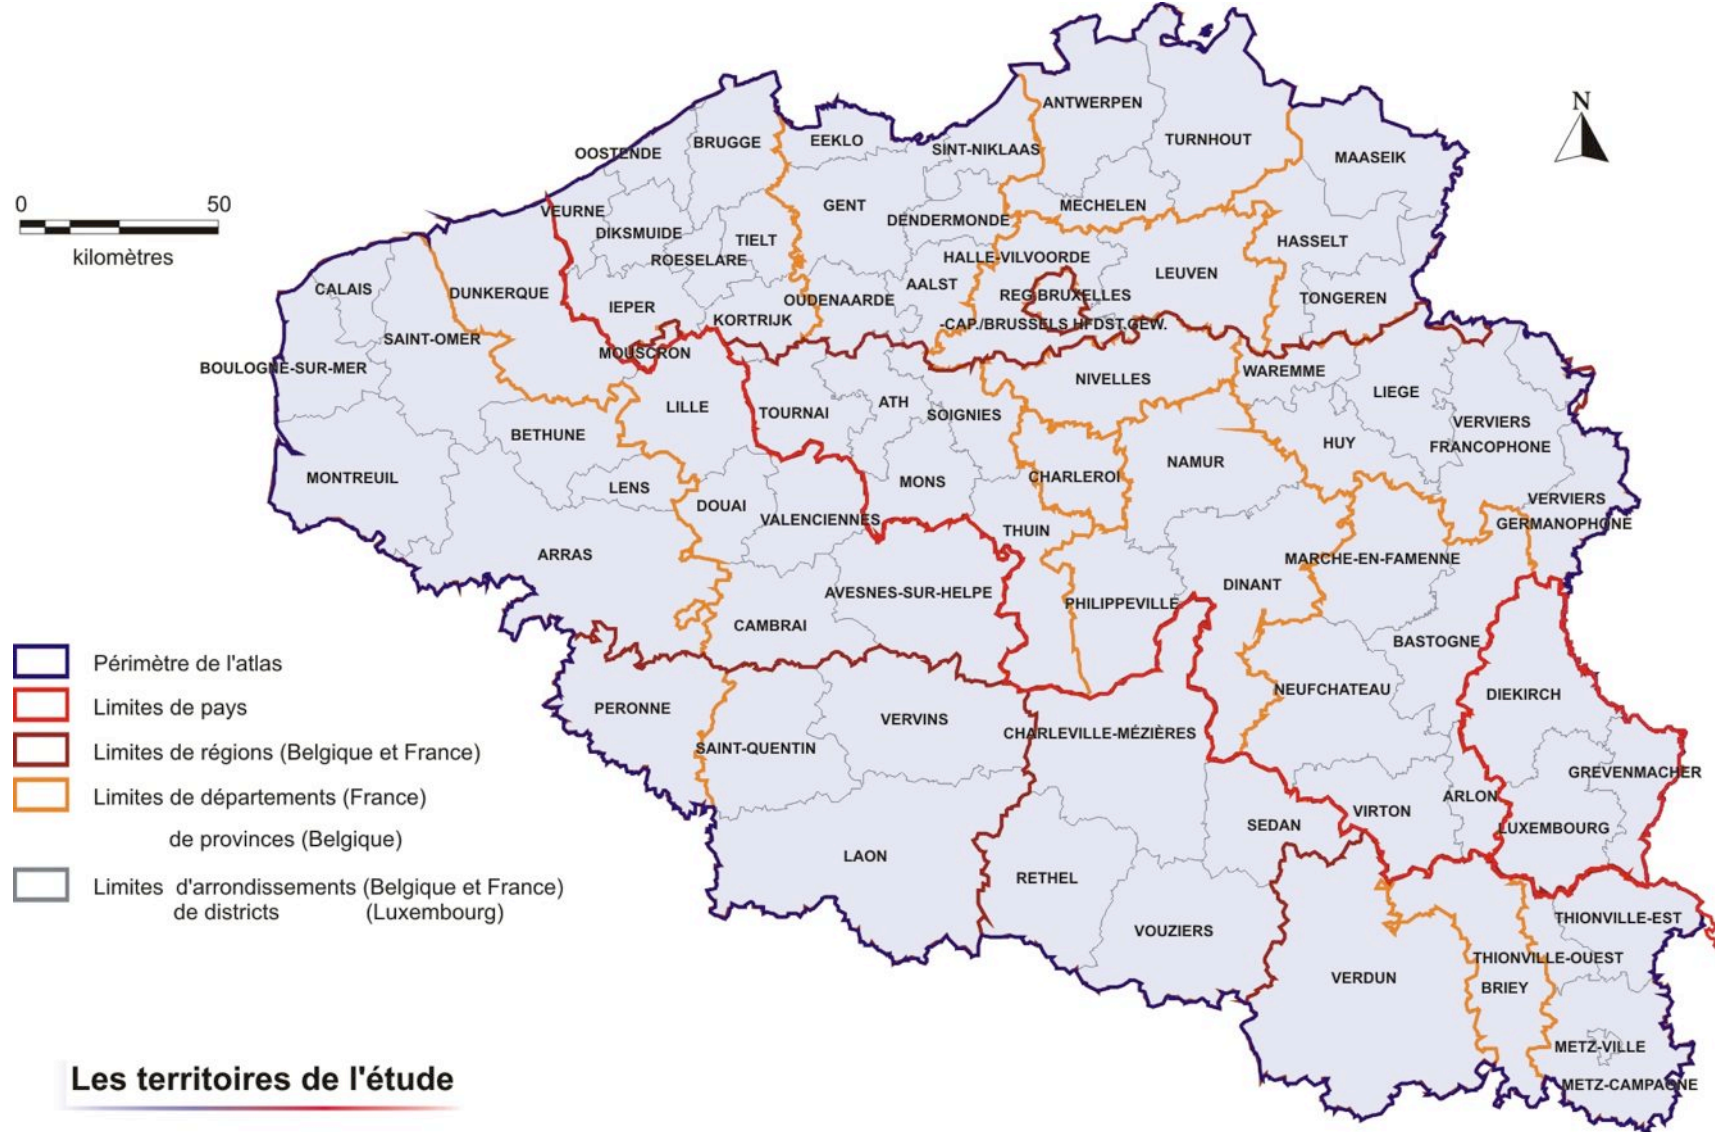 N
0 50
kilomètres
ANTWERPEN
TURNHOUT
BRUGGE
EEKLO
SINT-NIKLAAS
OOSTENDE
MAASEIK
GENT
MECHELEN
VEURNE
DENDERMONDE
DIKSMUIDE
TIELT
HASSELT
ROESELARE
HALLE-VILVOORDE
LEUVEN
CALAIS
DUNKERQUE
AALST
REG.BRUXELLES
OUDENAARDE
TONGEREN
IEPER
KORTRIJK
-CAP./BRUSSELS HFDST.GEW.
SAINT-OMER
MOUSCRON
BOULOGNE-SUR-MER
WAREMME
NIVELLES
LIEGE
LILLE
TOURNAI
ATH
SOIGNIES
VERVIERS
FRANCOPHONE
BETHUNE
HUY
NAMUR
MONTREUIL
CHARLEROI
LENS
MONS
VERVIERS
GERMANOPHONE
DOUAI
VALENCIENNES
THUIN
ARRAS
MARCHE-EN-FAMENNE
DINANT
AVESNES-SUR-HELPE
PHILIPPEVILLE
CAMBRAI
BASTOGNE
NEUFCHATEAU
DIEKIRCH
PERONNE
VERVINS
CHARLEVILLE-MÉZIÈRES
SAINT-QUENTIN
GREVENMACHER
ARLON
VIRTON
SEDAN
LUXEMBOURG
LAON
RETHEL
THIONVILLE-EST
VOUZIERS
THIONVILLE-OUEST
VERDUN
BRIEY
METZ-VILLE
METZ-CAMPAGNE
Périmètre de l'atlas
Limites de pays
Limites de régions (Belgique et France)
Limites de départements (France)
de provinces (Belgique)
Limites d'arrondissements (Belgique et France)
de districts (Luxembourg)
Les territoires de l'étude